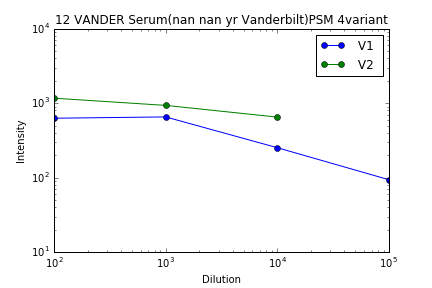 12 VANDER Serum(nan nan yr Vanderbilt)PSM 4variant
10^4
10^3
10^2
10^1
Intensity
V1
V2
10^2 10^3 10^4 10^5
Dilution